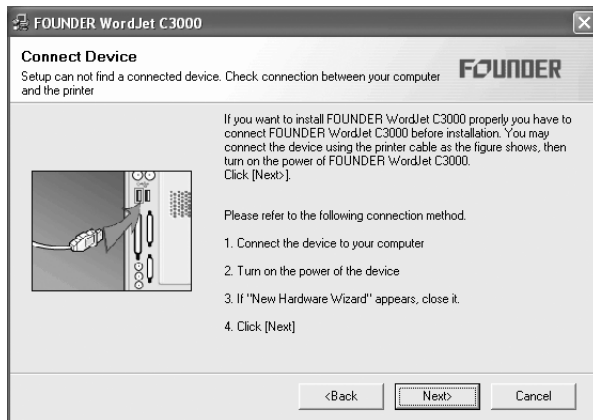 FOUNDER WordJet C3000
Connect Device
Setup can not find a connected device. Check connection between your computer
and the printer
FOUNDER
If you want to install FOUNDER WordJet C3000 properly you have to
connect FOUNDER WordJet C3000 before installation. You may
connect the device using the printer cable as the figure shows, then
turn on the power of FOUNDER WordJet C3000.
Click [Next>].
Please refer to the following connection method.
1. Connect the device to your computer
2. Turn on the power of the device
3. If "New Hardware Wizard" appears, close it.
4. Click [Next]
<Back
Next>
Cancel